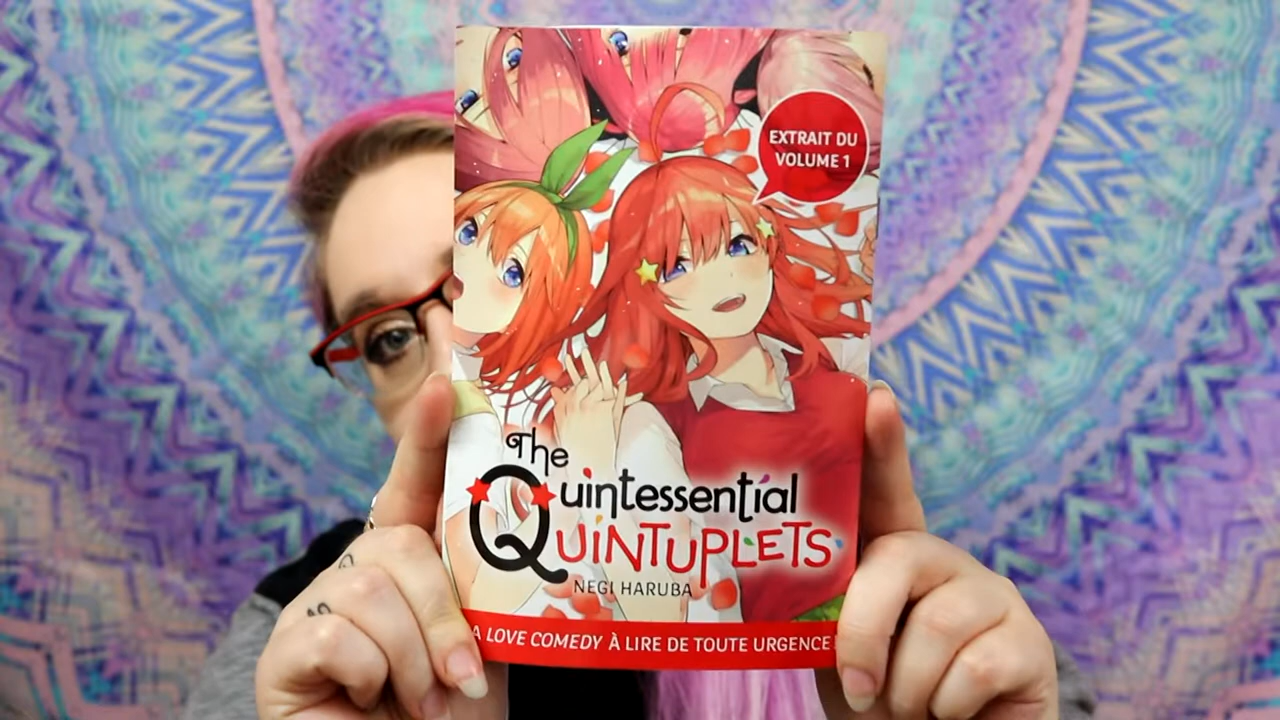 EXTRAIT DU
VOLUME 1
The
Quintessential
QUINTUPLETS
NEGI HARUBA
A LOVE COMEDY À LIRE DE TOUTE URGENCE !